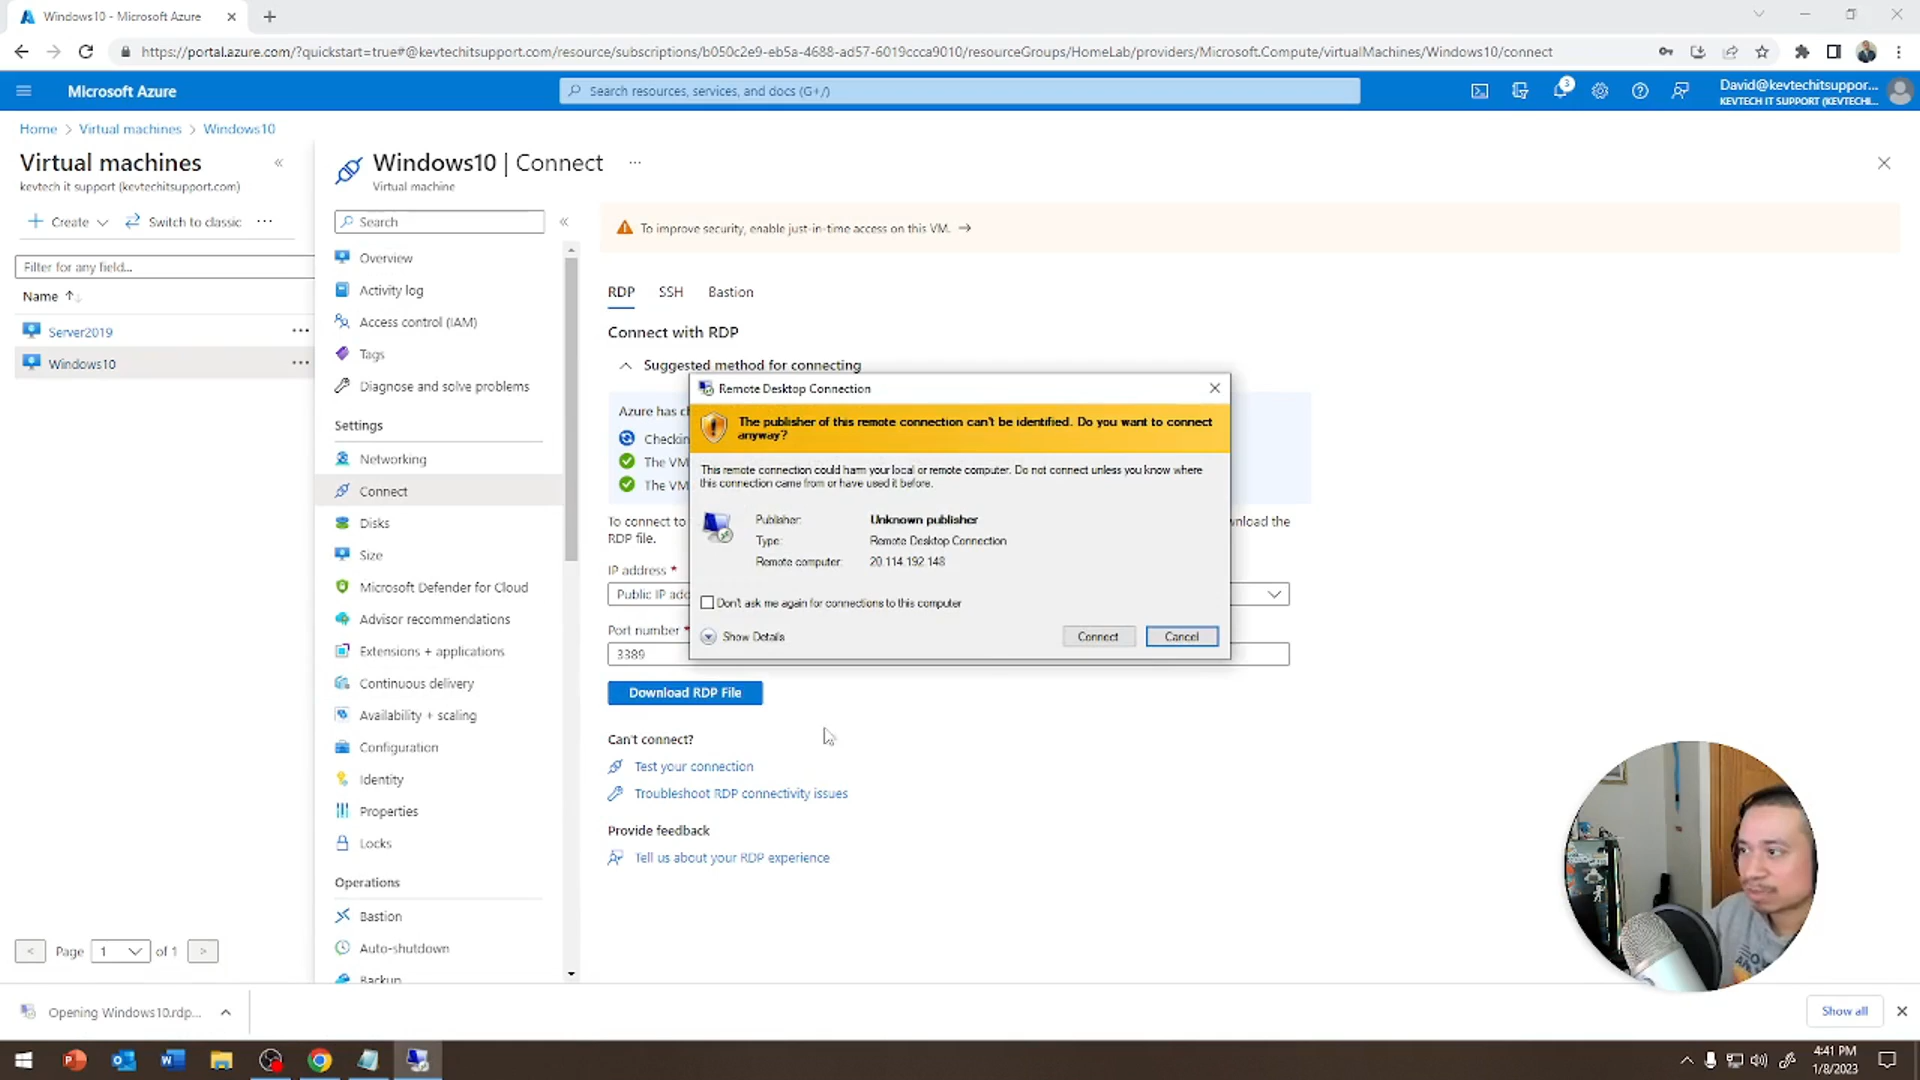 Windows10 - Microsoft Azure
https://portal.azure.com/?quickstart=true#@kevtechitsupport.com/resource/subscriptions/b050c2e9-eb5a-4688-ad57-6019ccca9010/resourceGroups/HomeLab/providers/Microsoft.Compute/virtualMachines/Windows10/connect
Microsoft Azure
Search resources, services, and docs (G+/)
3
David@kevtechitsuppor...
KEVTECH IT SUPPORT (KEVTECHI...
Home > Virtual machines > Windows10
Virtual machines
kevtech it support (kevtechitsupport.com)
Create
Switch to classic
Filter for any field...
Name
Server2019
Windows10
Page 1 of 1
Windows10 | Connect
Virtual machine
Search
Overview
Activity log
Access control (IAM)
Tags
Diagnose and solve problems
Settings
Networking
Connect
Disks
Size
Microsoft Defender for Cloud
Advisor recommendations
Extensions + applications
Continuous delivery
Availability + scaling
Configuration
Identity
Properties
Locks
Operations
Bastion
Auto-shutdown
Backup
To improve security, enable just-in-time access on this VM.
RDP SSH Bastion
Connect with RDP
Suggested method for connecting
Azure has
Checkin
The VM
The VM
To connect to
wnload the
RDP file.
IP address *
Public IP add
Port number *
3389
Download RDP File
Can't connect?
Test your connection
Troubleshoot RDP connectivity issues
Provide feedback
Tell us about your RDP experience
Remote Desktop Connection
The publisher of this remote connection can't be identified. Do you want to connect
anyway?
This remote connection could harm your local or remote computer. Do not connect unless you know where
this connection came from or have used it before.
Publisher: Unknown publisher
Type: Remote Desktop Connection
Remote computer: 20.114.192.148
Don't ask me again for connections to this computer
Show Details
Connect
Cancel
Opening Windows10.rdp...
Show all
4:41 PM
1/8/2023